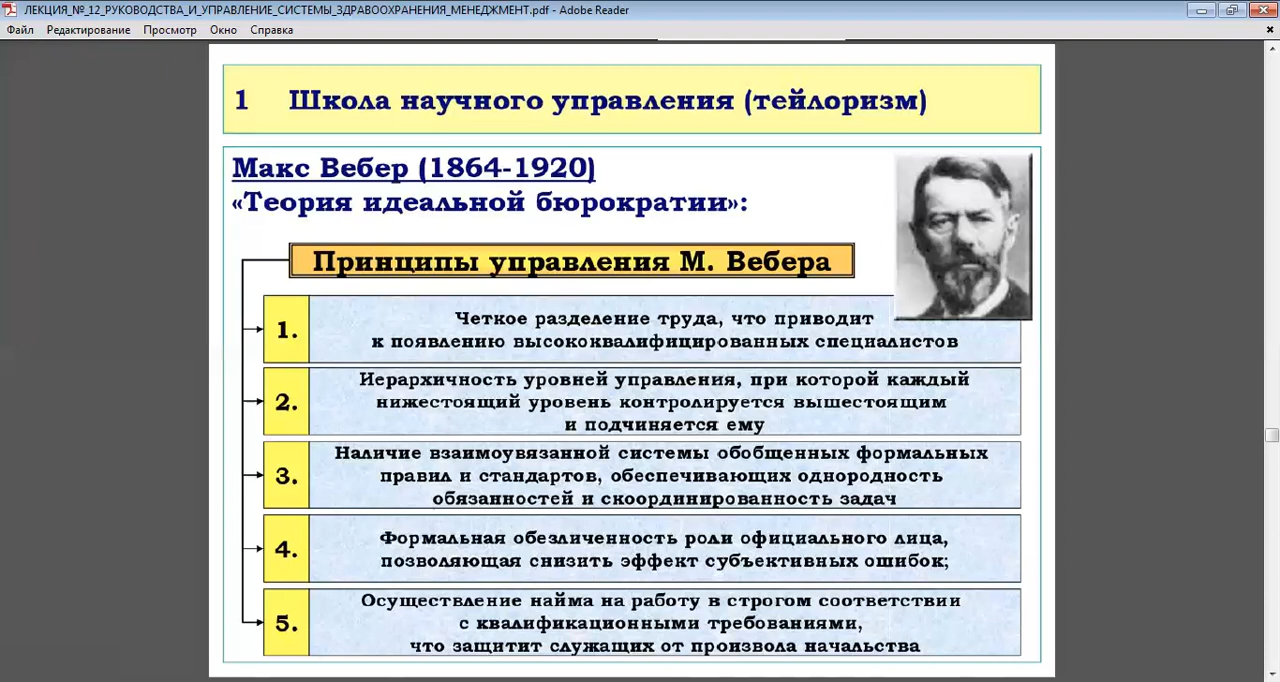 ЛЕКЦИЯ_№_12_РУКОВОДСТВА_И_УПРАВЛЕНИЕ_СИСТЕМЫ_ЗДРАВООХРАНЕНИЯ_МЕНЕДЖМЕНТ.pdf - Adobe Reader
Файл Редактирование Просмотр Окно Справка
1 Школа научного управления (тейлоризм)
Макс Вебер (1864-1920)
«Теория идеальной бюрократии»:
Принципы управления М. Вебера
1.
Четкое разделение труда, что приводит
к появлению высококвалифицированных специалистов
2.
Иерархичность уровней управления, при которой каждый
нижестоящий уровень контролируется вышестоящим
и подчиняется ему
3.
Наличие взаимоувязанной системы обобщенных формальных
правил и стандартов, обеспечивающих однородность
обязанностей и скоординированность задач
4.
Формальная обезличенность роли официального лица,
позволяющая снизить эффект субъективных ошибок;
5.
Осуществление найма на работу в строгом соответствии
с квалификационными требованиями,
что защитит служащих от произвола начальства